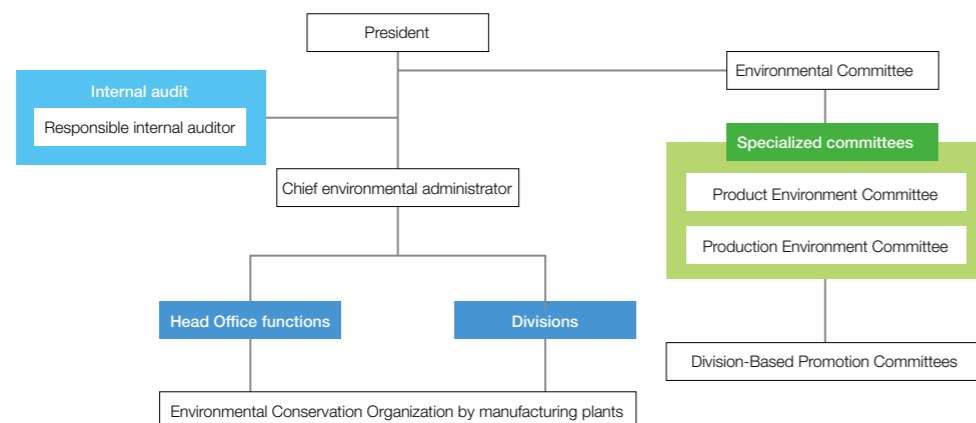 President
Environmental Committee
Internal audit
Responsible internal auditor
Specialized committees
Chief environmental administrator
Product Environment Committee
Production Environment Committee
Head Office functions
Divisions
Division-Based Promotion Committees
Environmental Conservation Organization by manufacturing plants